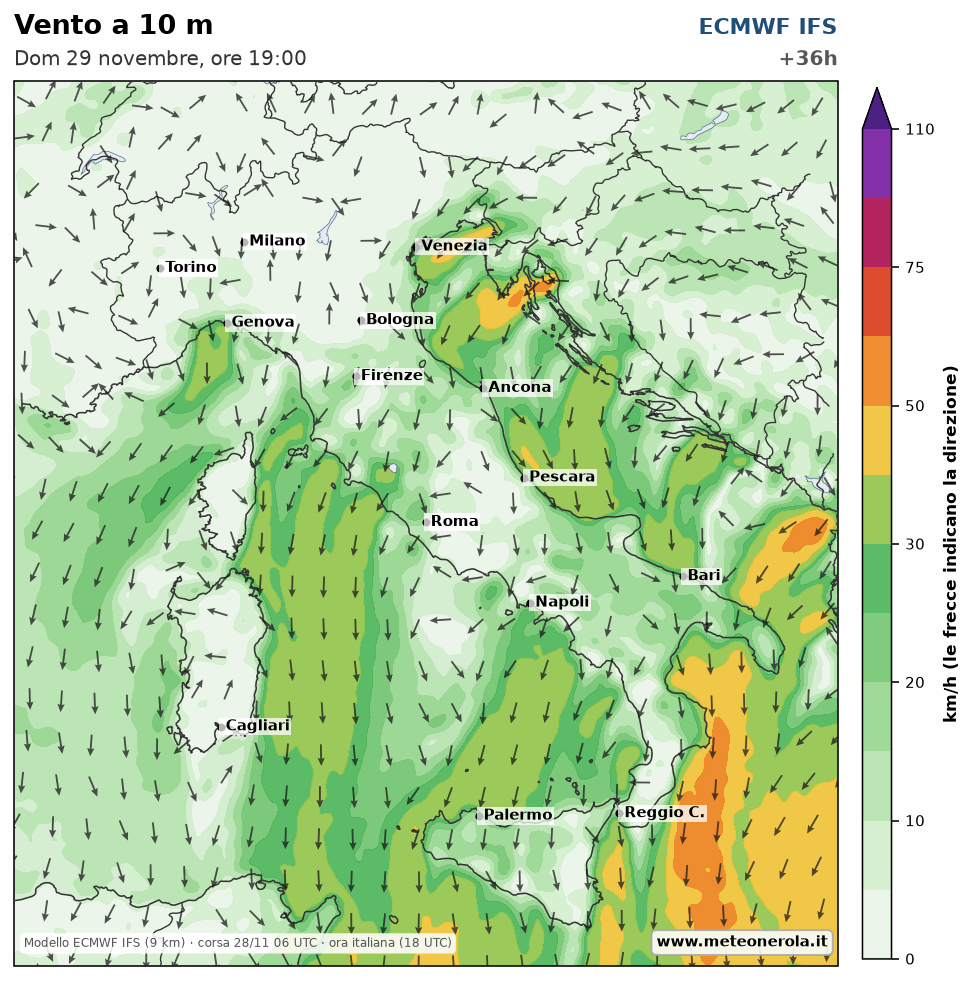 Vento a 10 m
ECMWF IFS
Dom 29 novembre, ore 19:00
+36h
110
Venezia
Milano
Torino
75
Genova
Bologna
Firenze
Ancona
50
Pescara
Roma
30
Bari
Napoli
20
Cagliari
Palermo
Reggio C.
10
km/h (le frecce indicano la direzione)
Modello ECMWF IFS (9 km) · corsa 28/11 06 UTC · ora italiana (18 UTC)
www.meteonerola.it
0